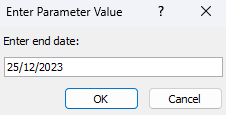 Enter Parameter Value ? ×
Enter end date:
25/12/2023
OK Cancel